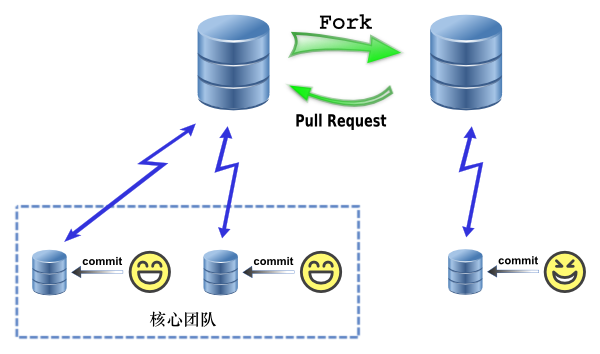 Fork
Pull Request
commit
commit
commit
核心团队